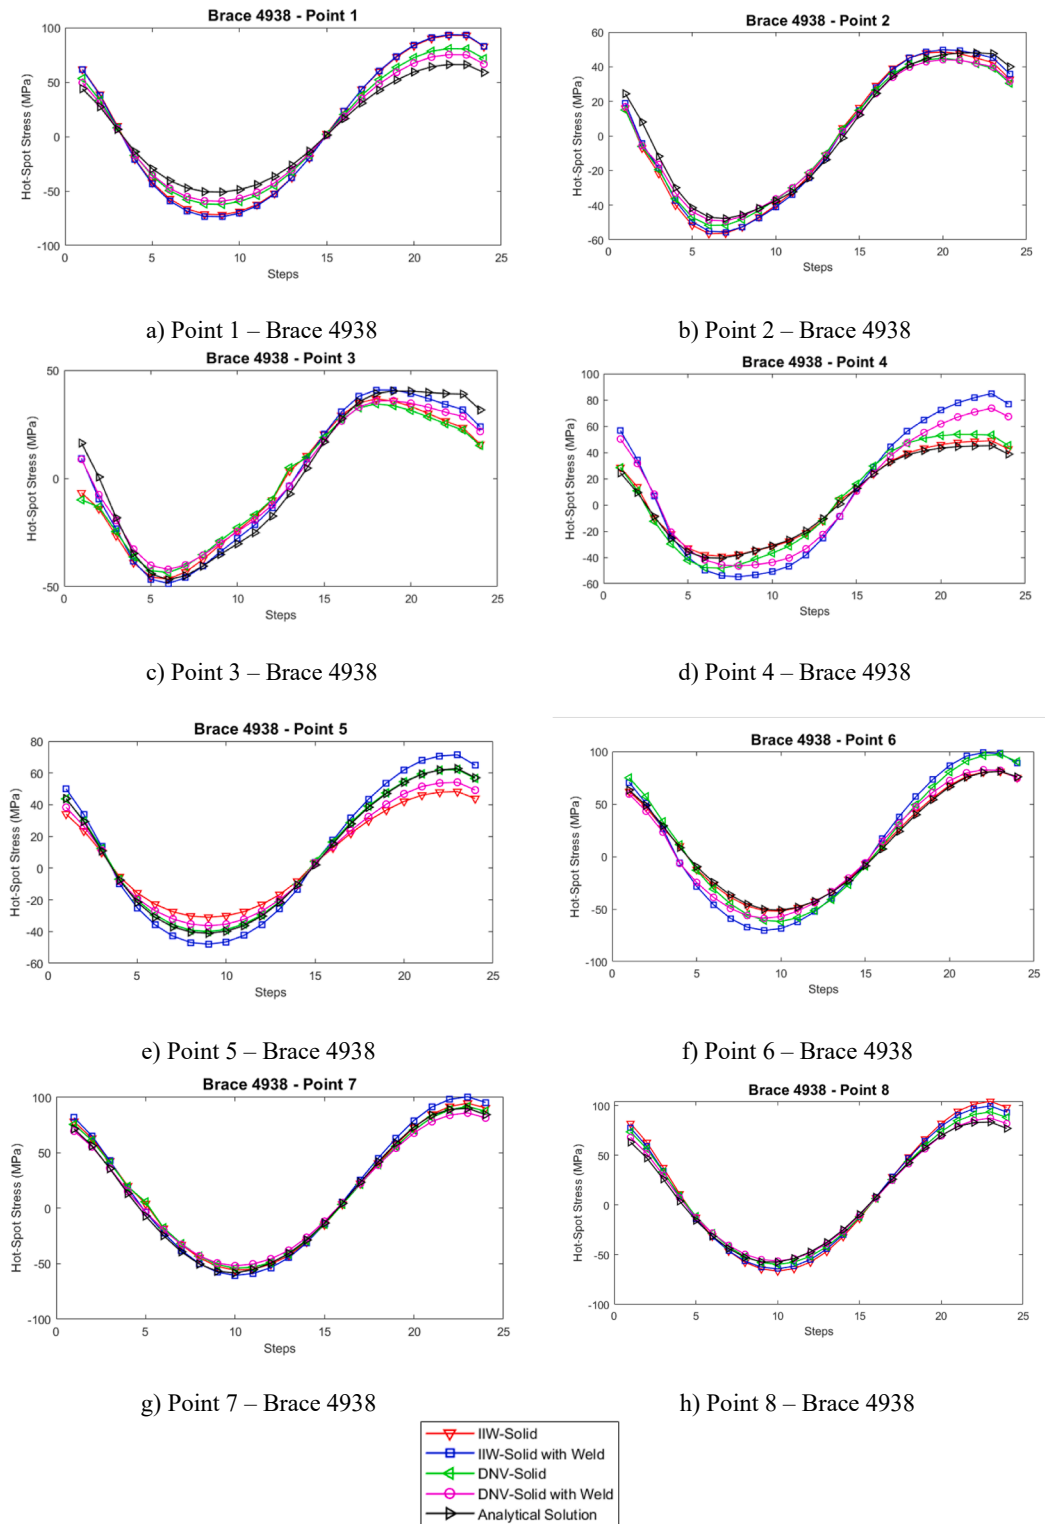 Brace 4938 - Point 1
100
50
0
-50
-100
Hot-Spot Stress (MPa)
0 5 10 15 20 25
Steps
a) Point 1 – Brace 4938
Brace 4938 - Point 2
60
40
20
0
-20
-40
-60
Hot-Spot Stress (MPa)
0 5 10 15 20 25
Steps
b) Point 2 – Brace 4938
Brace 4938 - Point 3
50
0
-50
Hot-Spot Stress (MPa)
0 5 10 15 20 25
Steps
c) Point 3 – Brace 4938
Brace 4938 - Point 4
100
80
60
40
20
0
-20
-40
-60
Hot-Spot Stress (MPa)
0 5 10 15 20 25
Steps
d) Point 4 – Brace 4938
Brace 4938 - Point 5
80
60
40
20
0
-20
-40
-60
Hot-Spot Stress (MPa)
0 5 10 15 20 25
Steps
e) Point 5 – Brace 4938
Brace 4938 - Point 6
100
50
0
-50
-100
Hot-Spot Stress (MPa)
0 5 10 15 20 25
Steps
f) Point 6 – Brace 4938
Brace 4938 - Point 7
100
50
0
-50
-100
Hot-Spot Stress (MPa)
0 5 10 15 20 25
Steps
g) Point 7 – Brace 4938
Brace 4938 - Point 8
100
50
0
-50
-100
Hot-Spot Stress (MPa)
0 5 10 15 20 25
Steps
h) Point 8 – Brace 4938
IIW-Solid
IIW-Solid with Weld
DNV-Solid
DNV-Solid with Weld
Analytical Solution